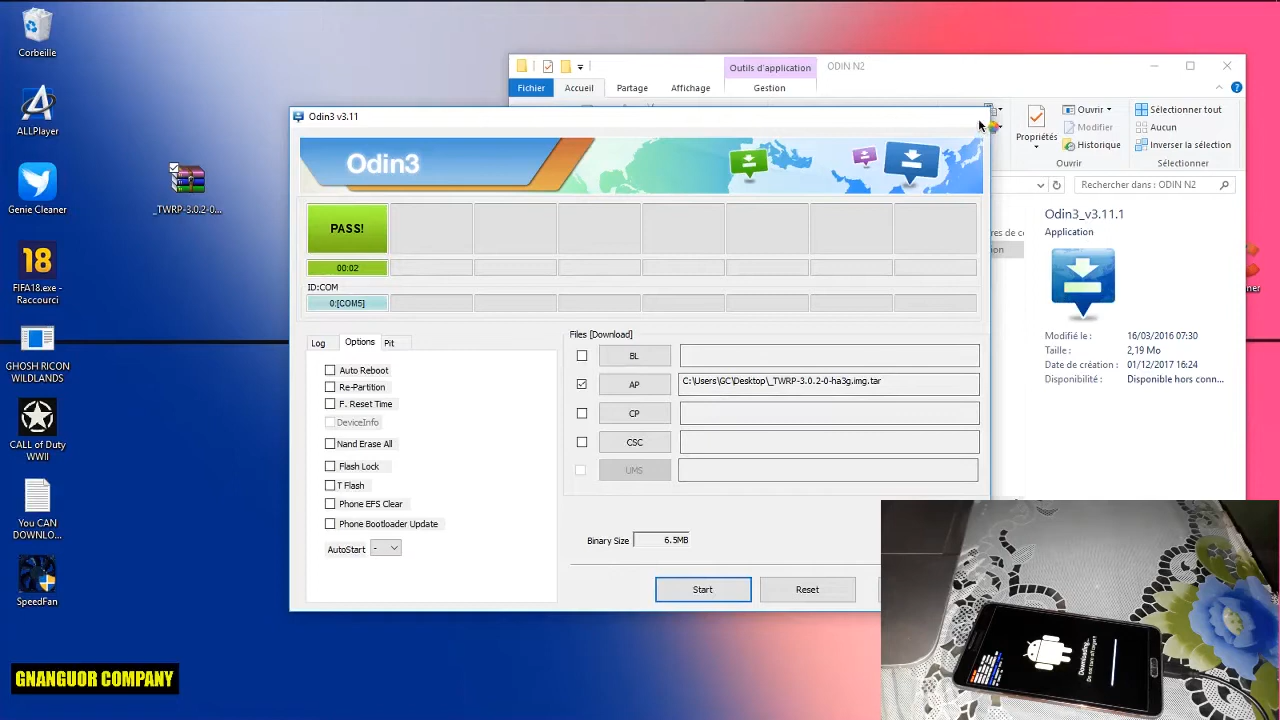 Corbeille
ALLPlayer
Genie Cleaner
18
FIFA18.exe -
Raccourci
GHOSH RICON
WILDLANDS
CALL of Duty
WWII
You CAN
DOWNLO...
SpeedFan
_TWRP-3.0.2-0...
GNANGUOR COMPANY
Outils d'application
ODIN N2
Fichier
Accueil
Partage
Affichage
Gestion
Propriétés
Ouvrir
Modifier
Historique
Ouvrir
Sélectionner tout
Aucun
Inverser la sélection
Sélectionner
Rechercher dans : ODIN N2
Odin3_v3.11.1
Application
Modifié le : 16/03/2016 07:30
Taille : 2,19 Mo
Date de création : 01/12/2017 16:24
Disponibilité : Disponible hors conn...
Odin3 v3.11
Odin3
PASS!
00:02
ID:COM
0:[COM5]
Log
Options
Pit
Auto Reboot
Re-Partition
F. Reset Time
DeviceInfo
Nand Erase All
Flash Lock
T Flash
Phone EFS Clear
Phone Bootloader Update
AutoStart -
Files [Download]
BL
AP C:\Users\GC\Desktop\_TWRP-3.0.2-0-ha3g.img.tar
CP
CSC
UMS
Binary Size 6.5MB
Start
Reset
Downloading...